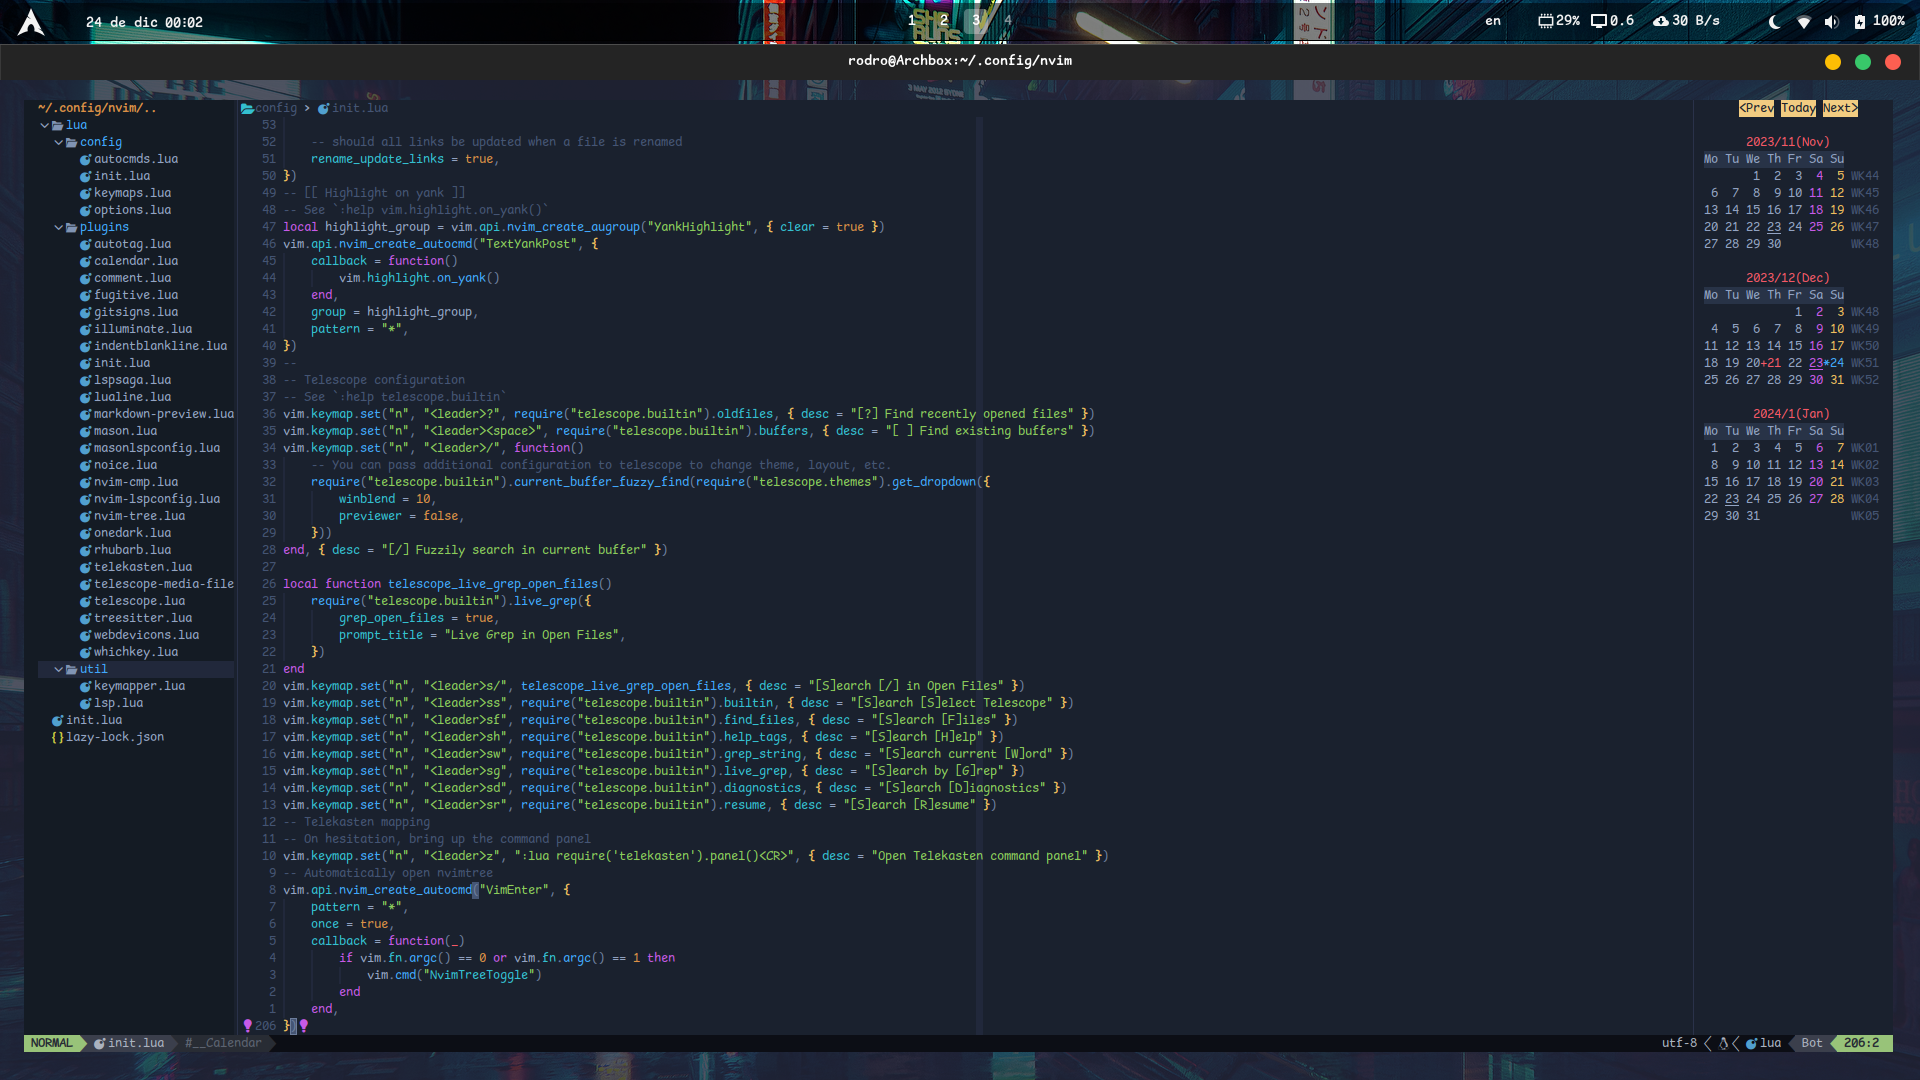 24 de dic 00:02
1 2 3 4
en 29% 0.6 30 B/s 100%
rodro@Archbox:~/.config/nvim
~/.config/nvim/..
lua
config
autocmds.lua
init.lua
keymaps.lua
options.lua
plugins
autotag.lua
calendar.lua
comment.lua
fugitive.lua
gitsigns.lua
illuminate.lua
indentblankline.lua
init.lua
lspsaga.lua
lualine.lua
markdown-preview.lua
mason.lua
masonlspconfig.lua
noice.lua
nvim-cmp.lua
nvim-lspconfig.lua
nvim-tree.lua
onedark.lua
rhubarb.lua
telekasten.lua
telescope-media-file
telescope.lua
treesitter.lua
webdevicons.lua
whichkey.lua
util
keymapper.lua
lsp.lua
init.lua
{}lazy-lock.json
config > init.lua
53
52     -- should all links be updated when a file is renamed
51     rename_update_links = true,
50 })
49 -- [[ Highlight on yank ]]
48 -- See `:help vim.highlight.on_yank()`
47 local highlight_group = vim.api.nvim_create_augroup("YankHighlight", { clear = true })
46 vim.api.nvim_create_autocmd("TextYankPost", {
45     callback = function()
44         vim.highlight.on_yank()
43     end,
42     group = highlight_group,
41     pattern = "*",
40 })
39 --
38 -- Telescope configuration
37 -- See `:help telescope.builtin`
36 vim.keymap.set("n", "<leader>?", require("telescope.builtin").oldfiles, { desc = "[?] Find recently opened files" })
35 vim.keymap.set("n", "<leader><space>", require("telescope.builtin").buffers, { desc = "[ ] Find existing buffers" })
34 vim.keymap.set("n", "<leader>/", function()
33     -- You can pass additional configuration to telescope to change theme, layout, etc.
32     require("telescope.builtin").current_buffer_fuzzy_find(require("telescope.themes").get_dropdown({
31         winblend = 10,
30         previewer = false,
29     }))
28 end, { desc = "[/] Fuzzily search in current buffer" })
27
26 local function telescope_live_grep_open_files()
25     require("telescope.builtin").live_grep({
24         grep_open_files = true,
23         prompt_title = "Live Grep in Open Files",
22     })
21 end
20 vim.keymap.set("n", "<leader>s/", telescope_live_grep_open_files, { desc = "[S]earch [/] in Open Files" })
19 vim.keymap.set("n", "<leader>ss", require("telescope.builtin").builtin, { desc = "[S]earch [S]elect Telescope" })
18 vim.keymap.set("n", "<leader>sf", require("telescope.builtin").find_files, { desc = "[S]earch [F]iles" })
17 vim.keymap.set("n", "<leader>sh", require("telescope.builtin").help_tags, { desc = "[S]earch [H]elp" })
16 vim.keymap.set("n", "<leader>sw", require("telescope.builtin").grep_string, { desc = "[S]earch current [W]ord" })
15 vim.keymap.set("n", "<leader>sg", require("telescope.builtin").live_grep, { desc = "[S]earch by [G]rep" })
14 vim.keymap.set("n", "<leader>sd", require("telescope.builtin").diagnostics, { desc = "[S]earch [D]iagnostics" })
13 vim.keymap.set("n", "<leader>sr", require("telescope.builtin").resume, { desc = "[S]earch [R]esume" })
12 -- Telekasten mapping
11 -- On hesitation, bring up the command panel
10 vim.keymap.set("n", "<leader>z", ":lua require('telekasten').panel()<CR>", { desc = "Open Telekasten command panel" })
9 -- Automatically open nvimtree
8 vim.api.nvim_create_autocmd("VimEnter", {
7     pattern = "*",
6     once = true,
5     callback = function(_)
4         if vim.fn.argc() == 0 or vim.fn.argc() == 1 then
3             vim.cmd("NvimTreeToggle")
2         end
1     end,
206 })
<Prev Today Next>
2023/11(Nov)
Mo Tu We Th Fr Sa Su
1 2 3 4 5 WK44
6 7 8 9 10 11 12 WK45
13 14 15 16 17 18 19 WK46
20 21 22 23 24 25 26 WK47
27 28 29 30 WK48
2023/12(Dec)
Mo Tu We Th Fr Sa Su
1 2 3 WK48
4 5 6 7 8 9 10 WK49
11 12 13 14 15 16 17 WK50
18 19 20+21 22 23*24 WK51
25 26 27 28 29 30 31 WK52
2024/1(Jan)
Mo Tu We Th Fr Sa Su
1 2 3 4 5 6 7 WK01
8 9 10 11 12 13 14 WK02
15 16 17 18 19 20 21 WK03
22 23 24 25 26 27 28 WK04
29 30 31 WK05
NORMAL init.lua #__Calendar
utf-8 lua Bot 206:2